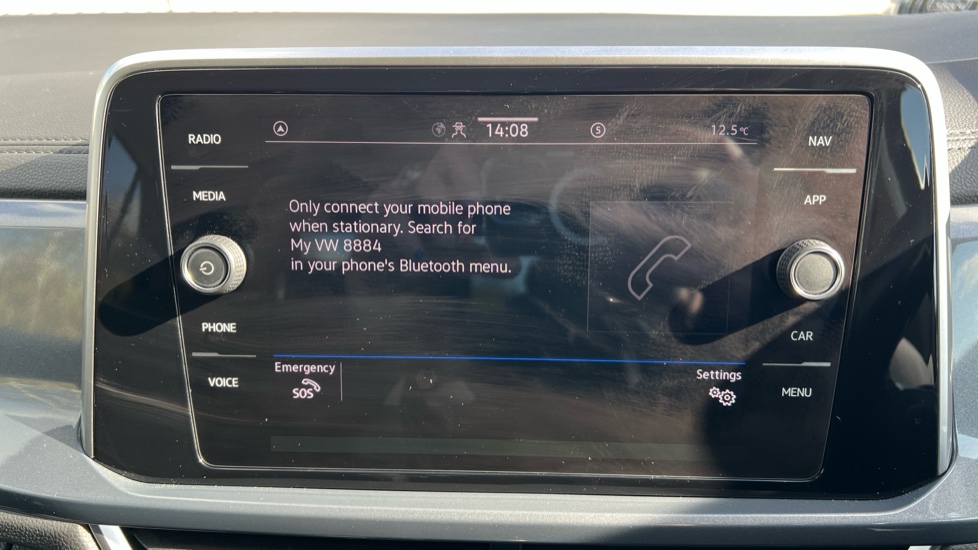 RADIO
MEDIA
PHONE
VOICE
14:08
S
12.5°C
Only connect your mobile phone
when stationary. Search for
My VW 8884
in your phone's Bluetooth menu.
Emergency
SOS
Settings
NAV
APP
CAR
MENU